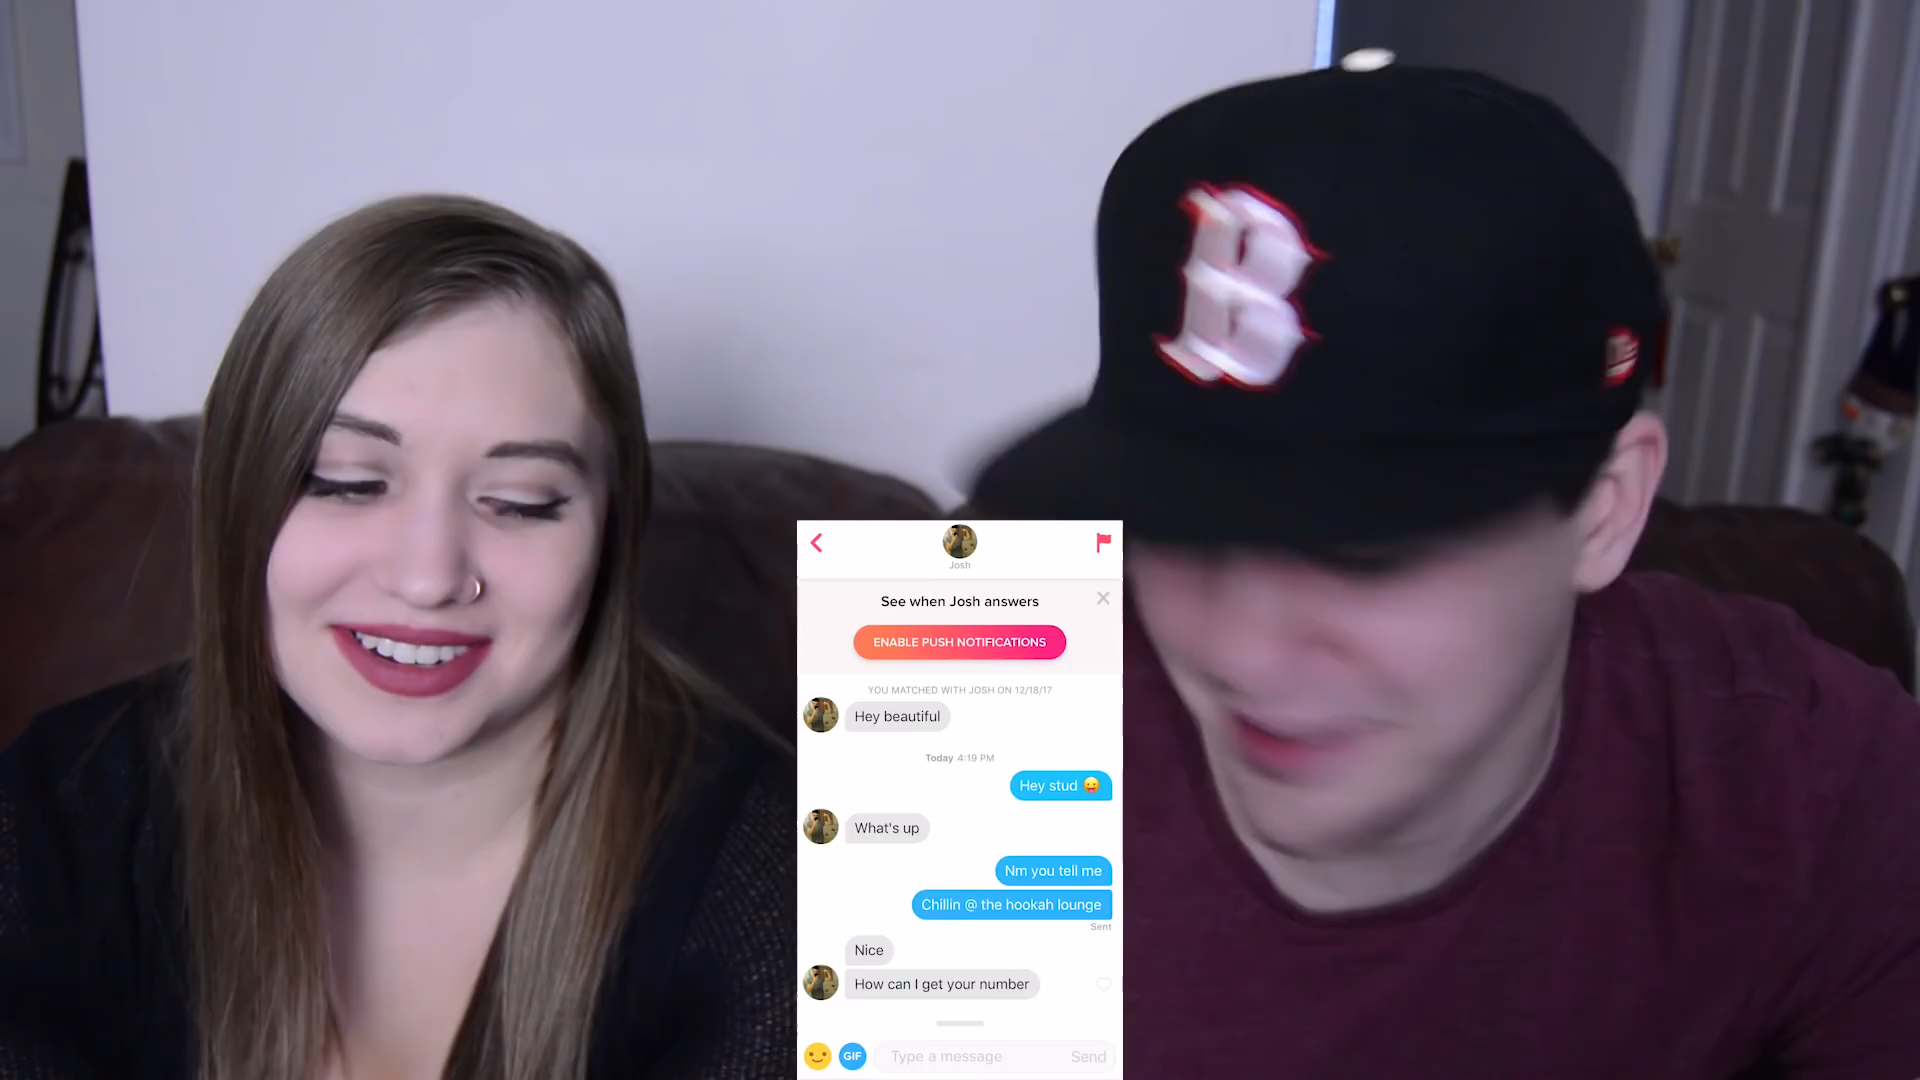 B
Josh
See when Josh answers
ENABLE PUSH NOTIFICATIONS
YOU MATCHED WITH JOSH ON 12/18/17
Hey beautiful
Today 4:19 PM
Hey stud 😛
What's up
Nm you tell me
Chillin @ the hookah lounge
Sent
Nice
How can I get your number
GIF
Type a message
Send